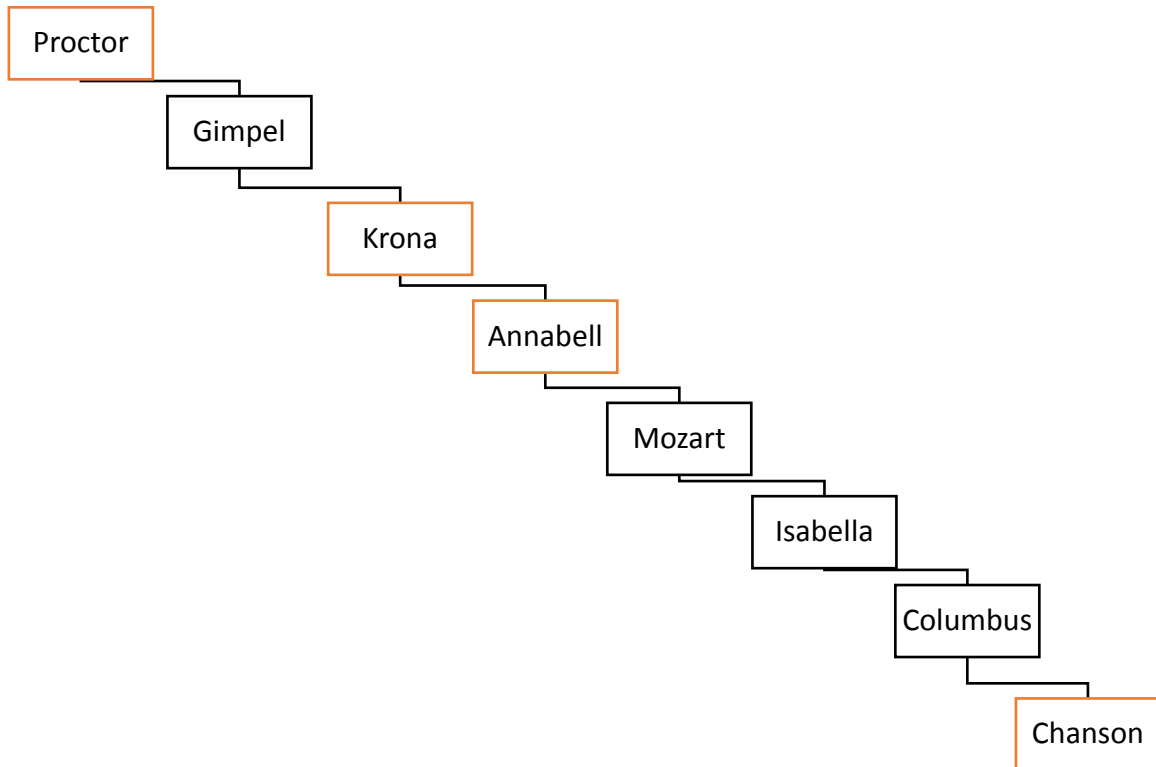 Proctor
Gimpel
Krona
Annabell
Mozart
Isabella
Columbus
Chanson